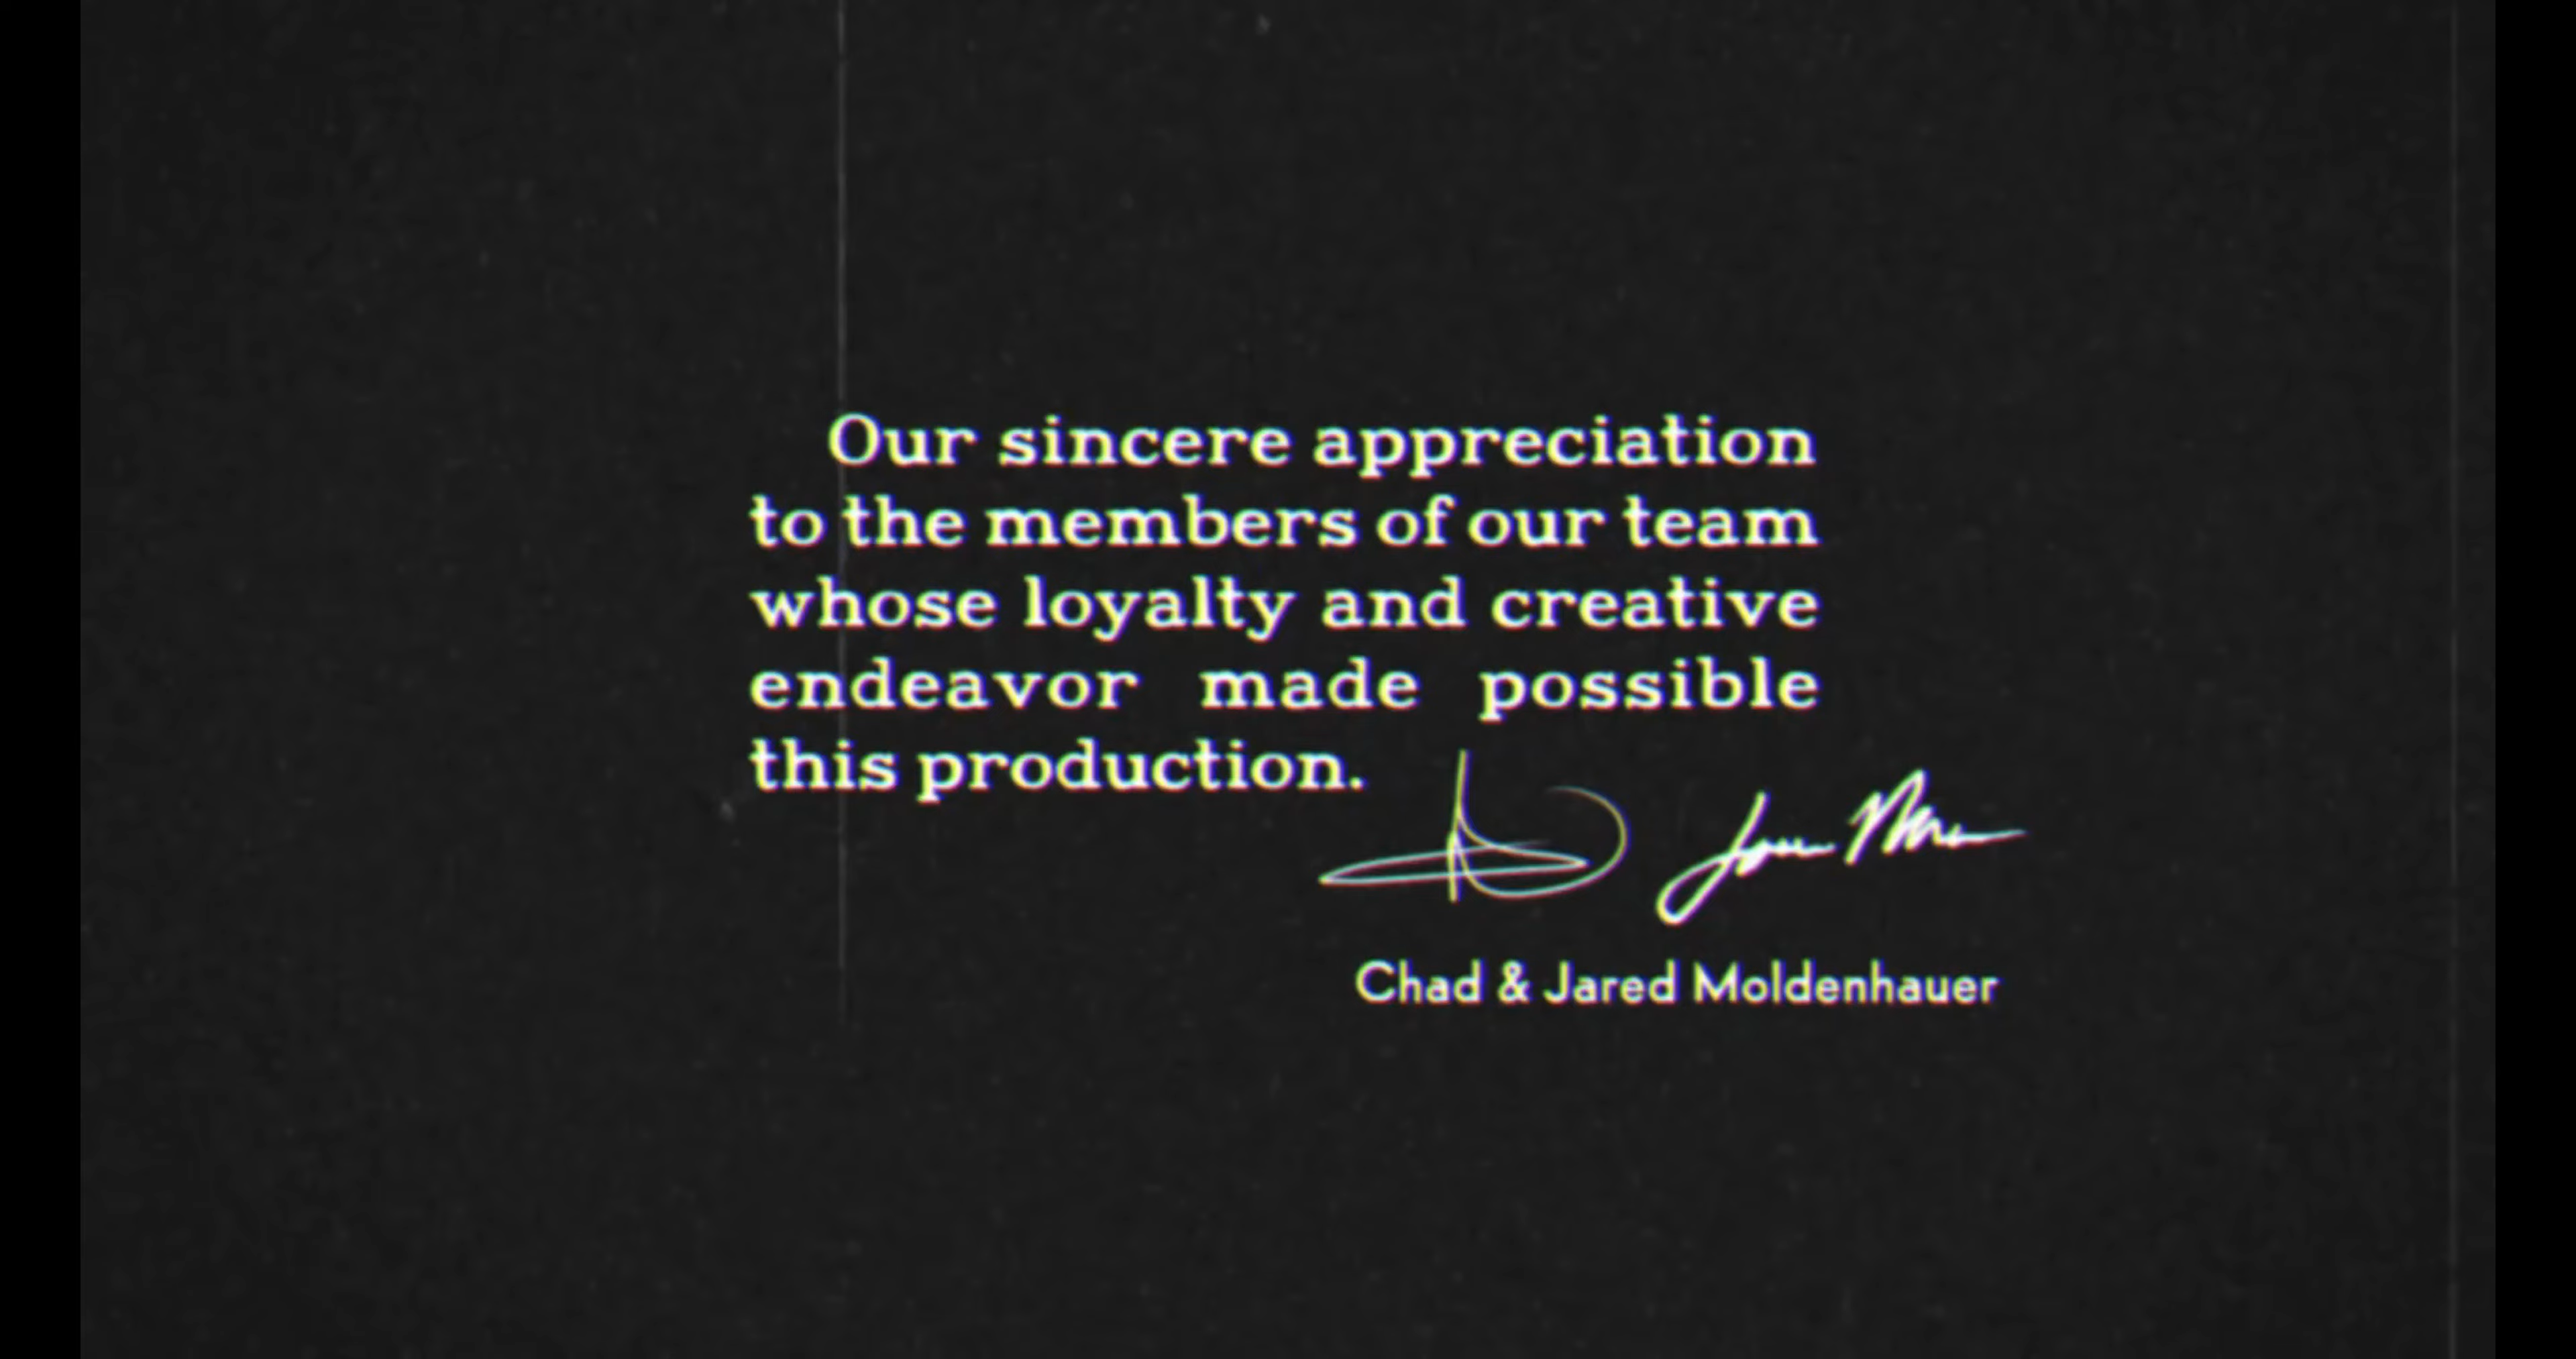 Our sincere appreciation
to the members of our team
whose loyalty and creative
endeavor made possible
this production.
Chad & Jared Moldenhauer